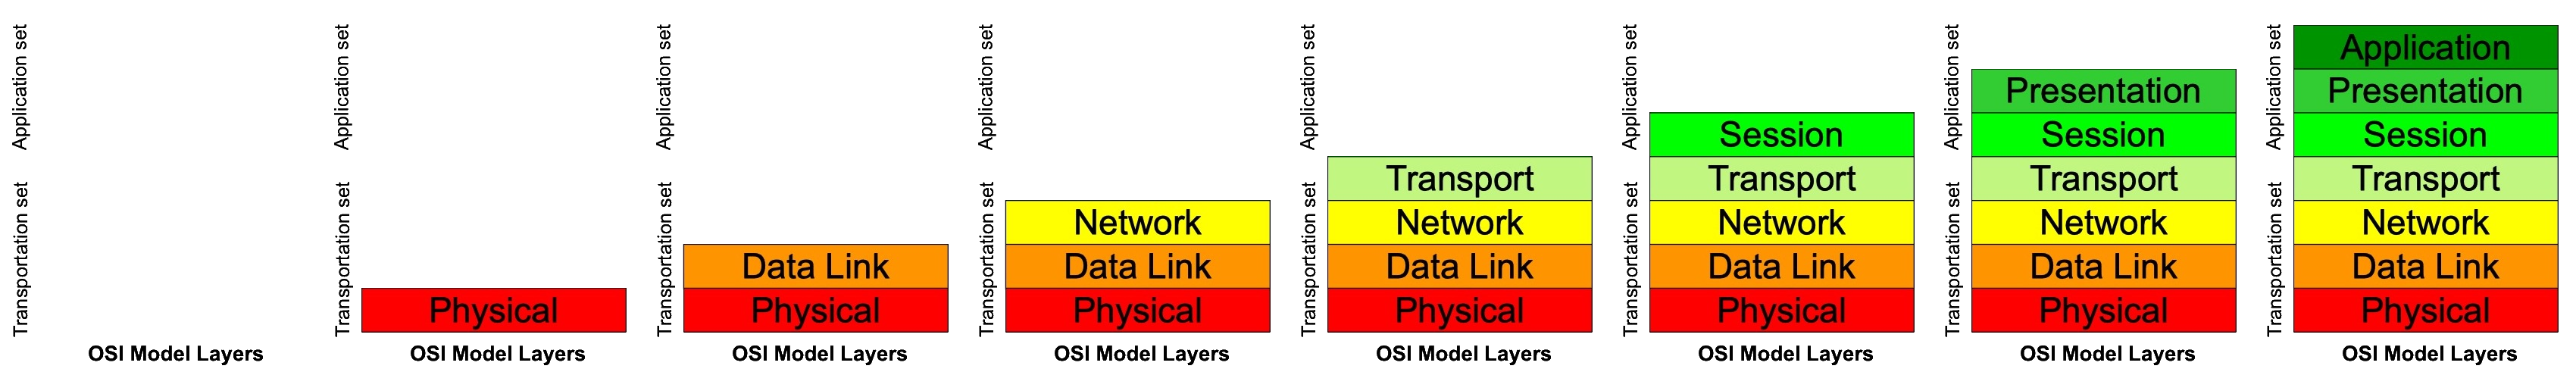 Application set
Transportation set
OSI Model Layers
Application set
Transportation set
Physical
OSI Model Layers
Application set
Transportation set
Data Link
Physical
OSI Model Layers
Application set
Transportation set
Network
Data Link
Physical
OSI Model Layers
Application set
Transportation set
Transport
Network
Data Link
Physical
OSI Model Layers
Application set
Transportation set
Session
Transport
Network
Data Link
Physical
OSI Model Layers
Application set
Transportation set
Presentation
Session
Transport
Network
Data Link
Physical
OSI Model Layers
Application set
Transportation set
Application
Presentation
Session
Transport
Network
Data Link
Physical
OSI Model Layers